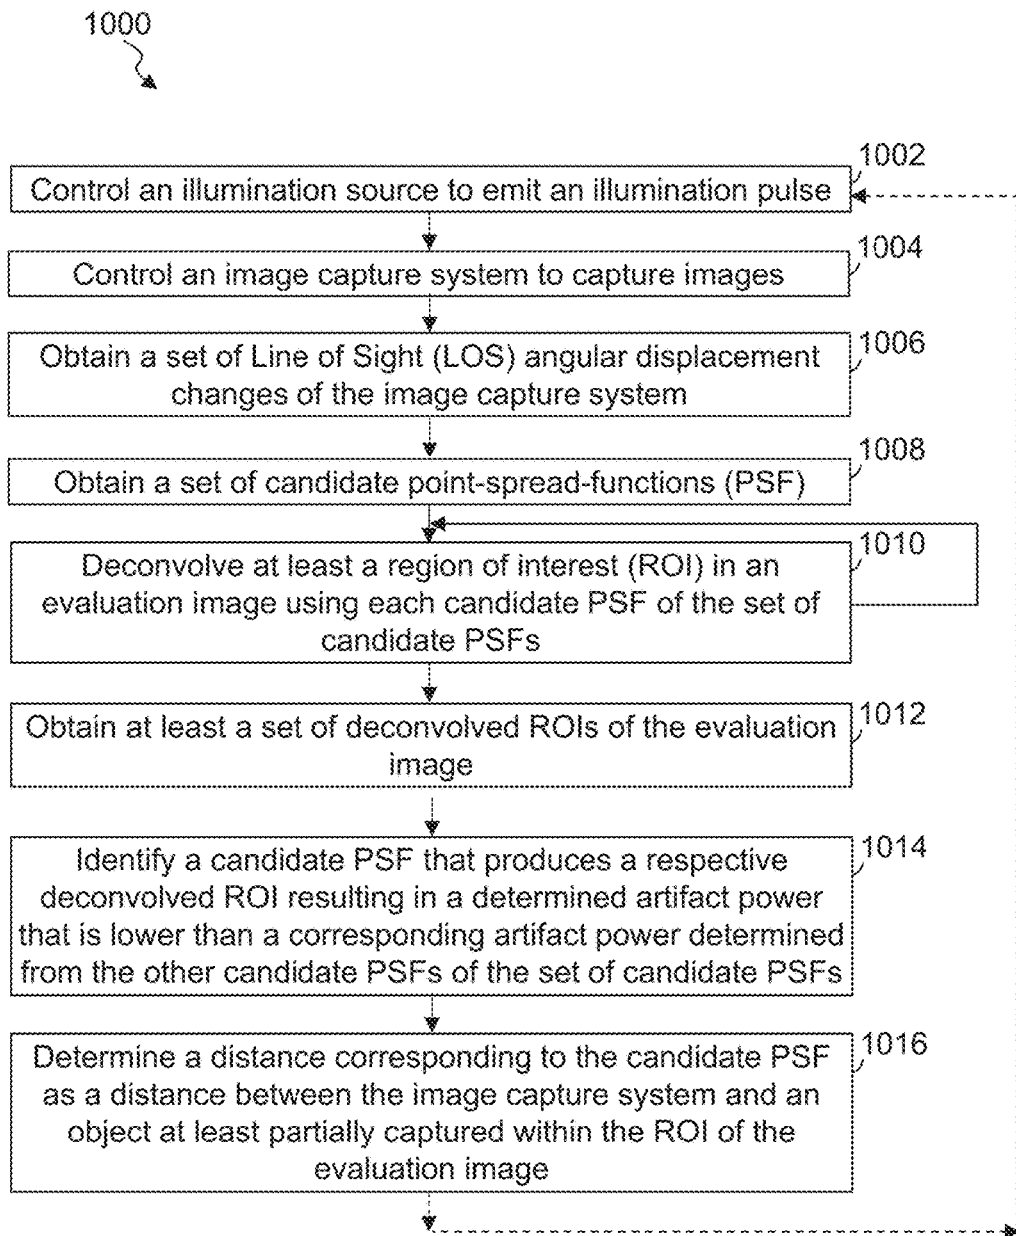 1000
1002
Control an illumination source to emit an illumination pulse
1004
Control an image capture system to capture images
1006
Obtain a set of Line of Sight (LOS) angular displacement
changes of the image capture system
1008
Obtain a set of candidate point-spread-functions (PSF)
1010
Deconvolve at least a region of interest (ROI) in an
evaluation image using each candidate PSF of the set of
candidate PSFs
1012
Obtain at least a set of deconvolved ROIs of the evaluation
image
1014
Identify a candidate PSF that produces a respective
deconvolved ROI resulting in a determined artifact power
that is lower than a corresponding artifact power determined
from the other candidate PSFs of the set of candidate PSFs
1016
Determine a distance corresponding to the candidate PSF
as a distance between the image capture system and an
object at least partially captured within the ROI of the
evaluation image